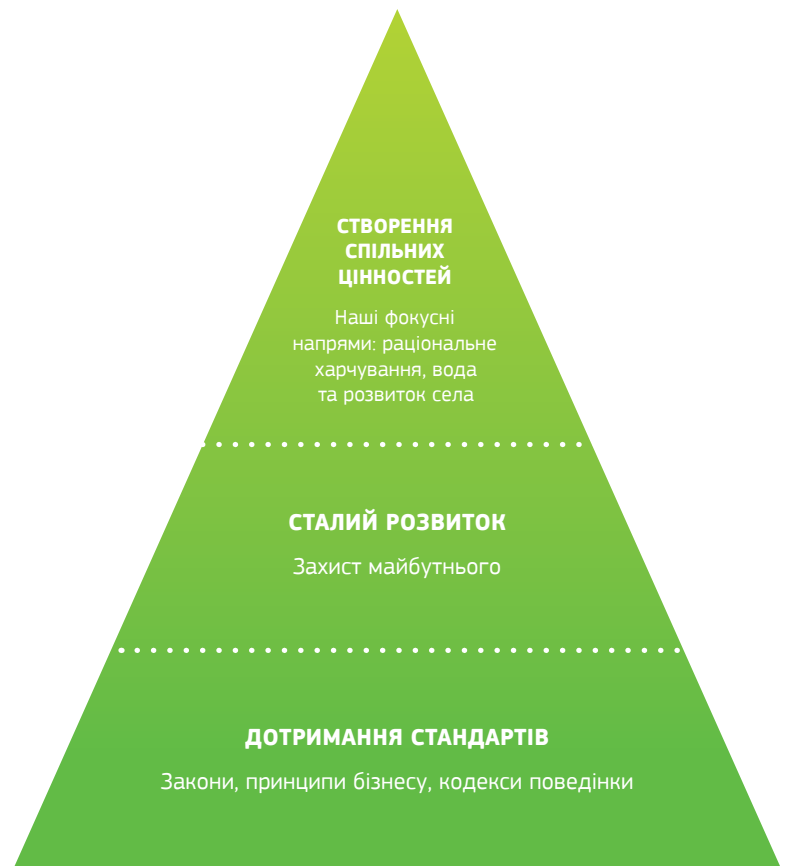 СТВОРЕННЯ
СПІЛЬНИХ
ЦІННОСТЕЙ
Наші фокусні
напрями: раціональне
харчування, вода
та розвиток села
СТАЛИЙ РОЗВИТОК
Захист майбутнього
ДОТРИМАННЯ СТАНДАРТІВ
Закони, принципи бізнесу, кодекси поведінки